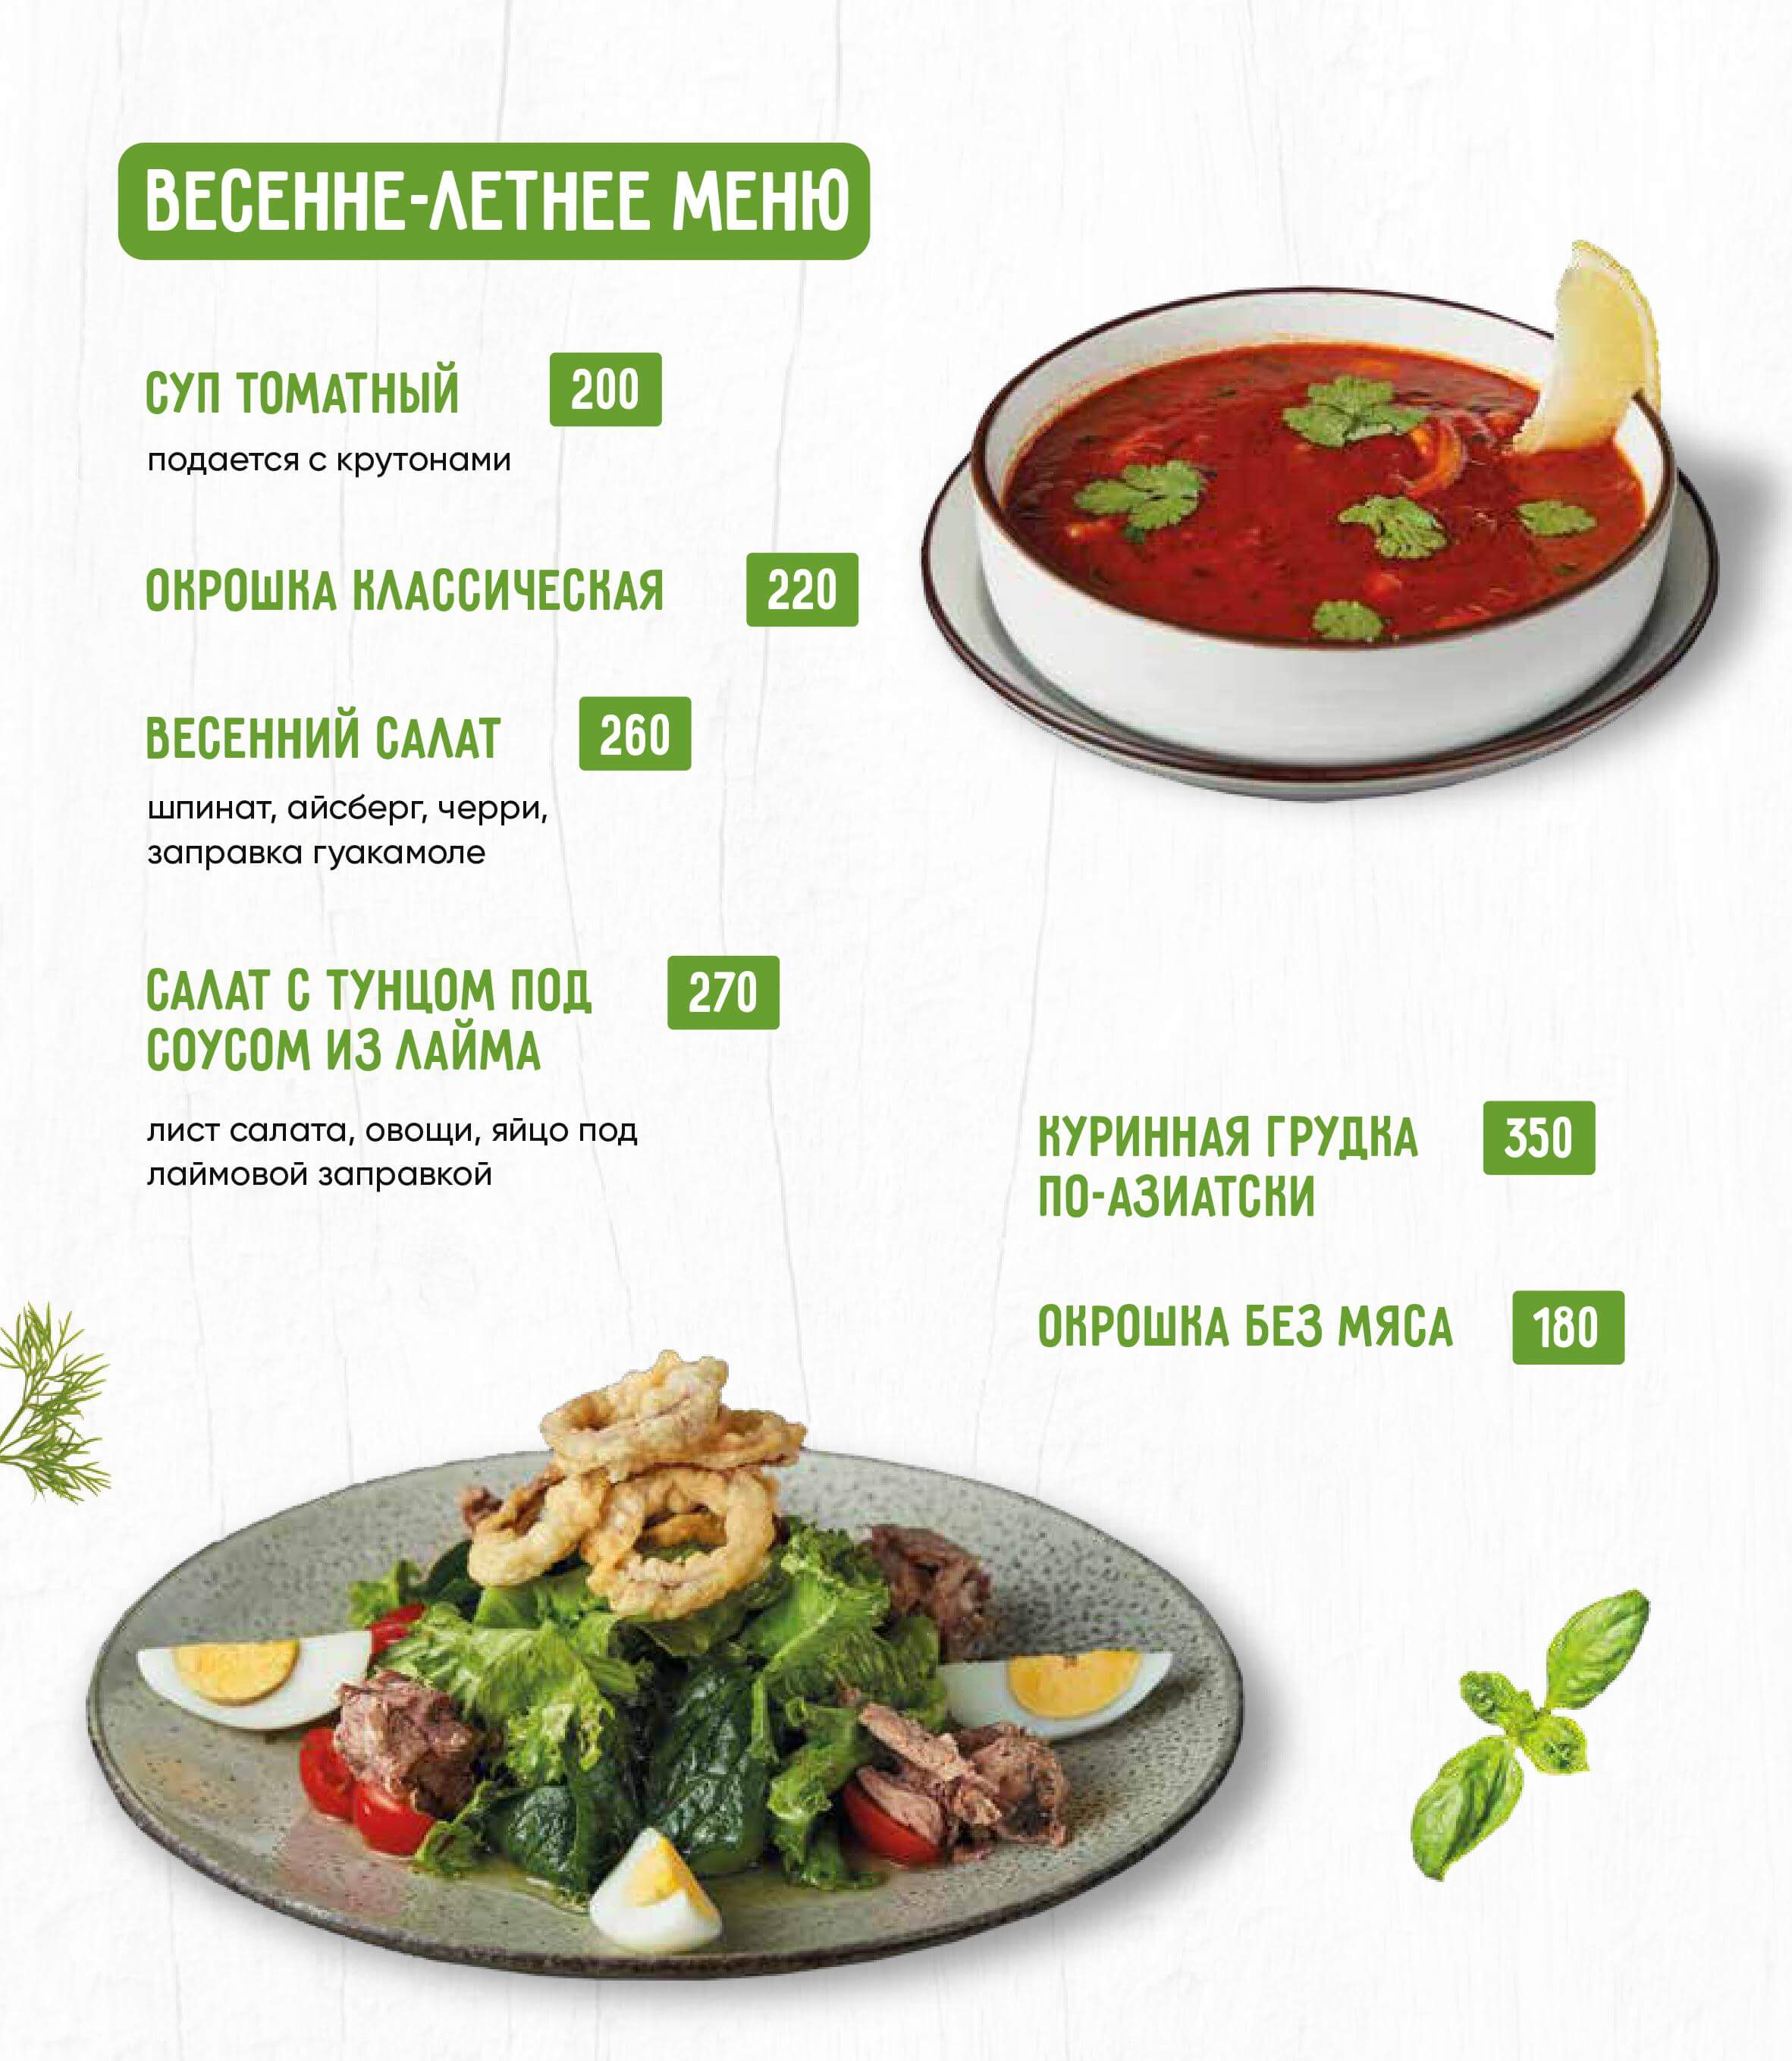 ВЕСЕННЕ-ЛЕТНЕЕ МЕНЮ
СУП ТОМАТНЫЙ 200
подается с крутонами
ОКРОШКА КЛАССИЧЕСКАЯ 220
ВЕСЕННИЙ САЛАТ 260
шпинат, айсберг, черри,
заправка гуакамоле
САЛАТ С ТУНЦОМ ПОД 270
СОУСОМ ИЗ ЛАЙМА
лист салата, овощи, яйцо под
лаймовой заправкой
КУРИННАЯ ГРУДКА 350
ПО-АЗИАТСКИ
ОКРОШКА БЕЗ МЯСА 180